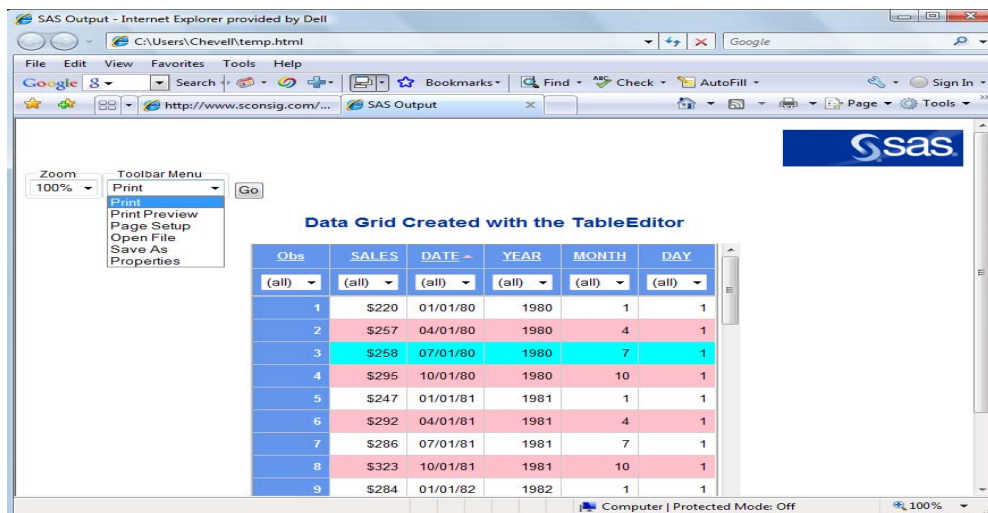 SAS Output - Internet Explorer provided by Dell
C:\Users\Chevell\temp.html
Google
File Edit View Favorites Tools Help
Google Search Bookmarks Find Check AutoFill Sign In
http://www.sconsig.com/... SAS Output Page Tools
sas
Zoom Toolbar Menu
100% Print Go
Print
Print Preview
Page Setup
Open File
Save As
Properties
Data Grid Created with the TableEditor
Obs SALES DATE YEAR MONTH DAY
(all) (all) (all) (all) (all) (all)
1 $220 01/01/80 1980 1 1
2 $257 04/01/80 1980 4 1
3 $258 07/01/80 1980 7 1
4 $295 10/01/80 1980 10 1
5 $247 01/01/81 1981 1 1
6 $292 04/01/81 1981 4 1
7 $286 07/01/81 1981 7 1
8 $323 10/01/81 1981 10 1
9 $284 01/01/82 1982 1 1
Computer | Protected Mode: Off 100%